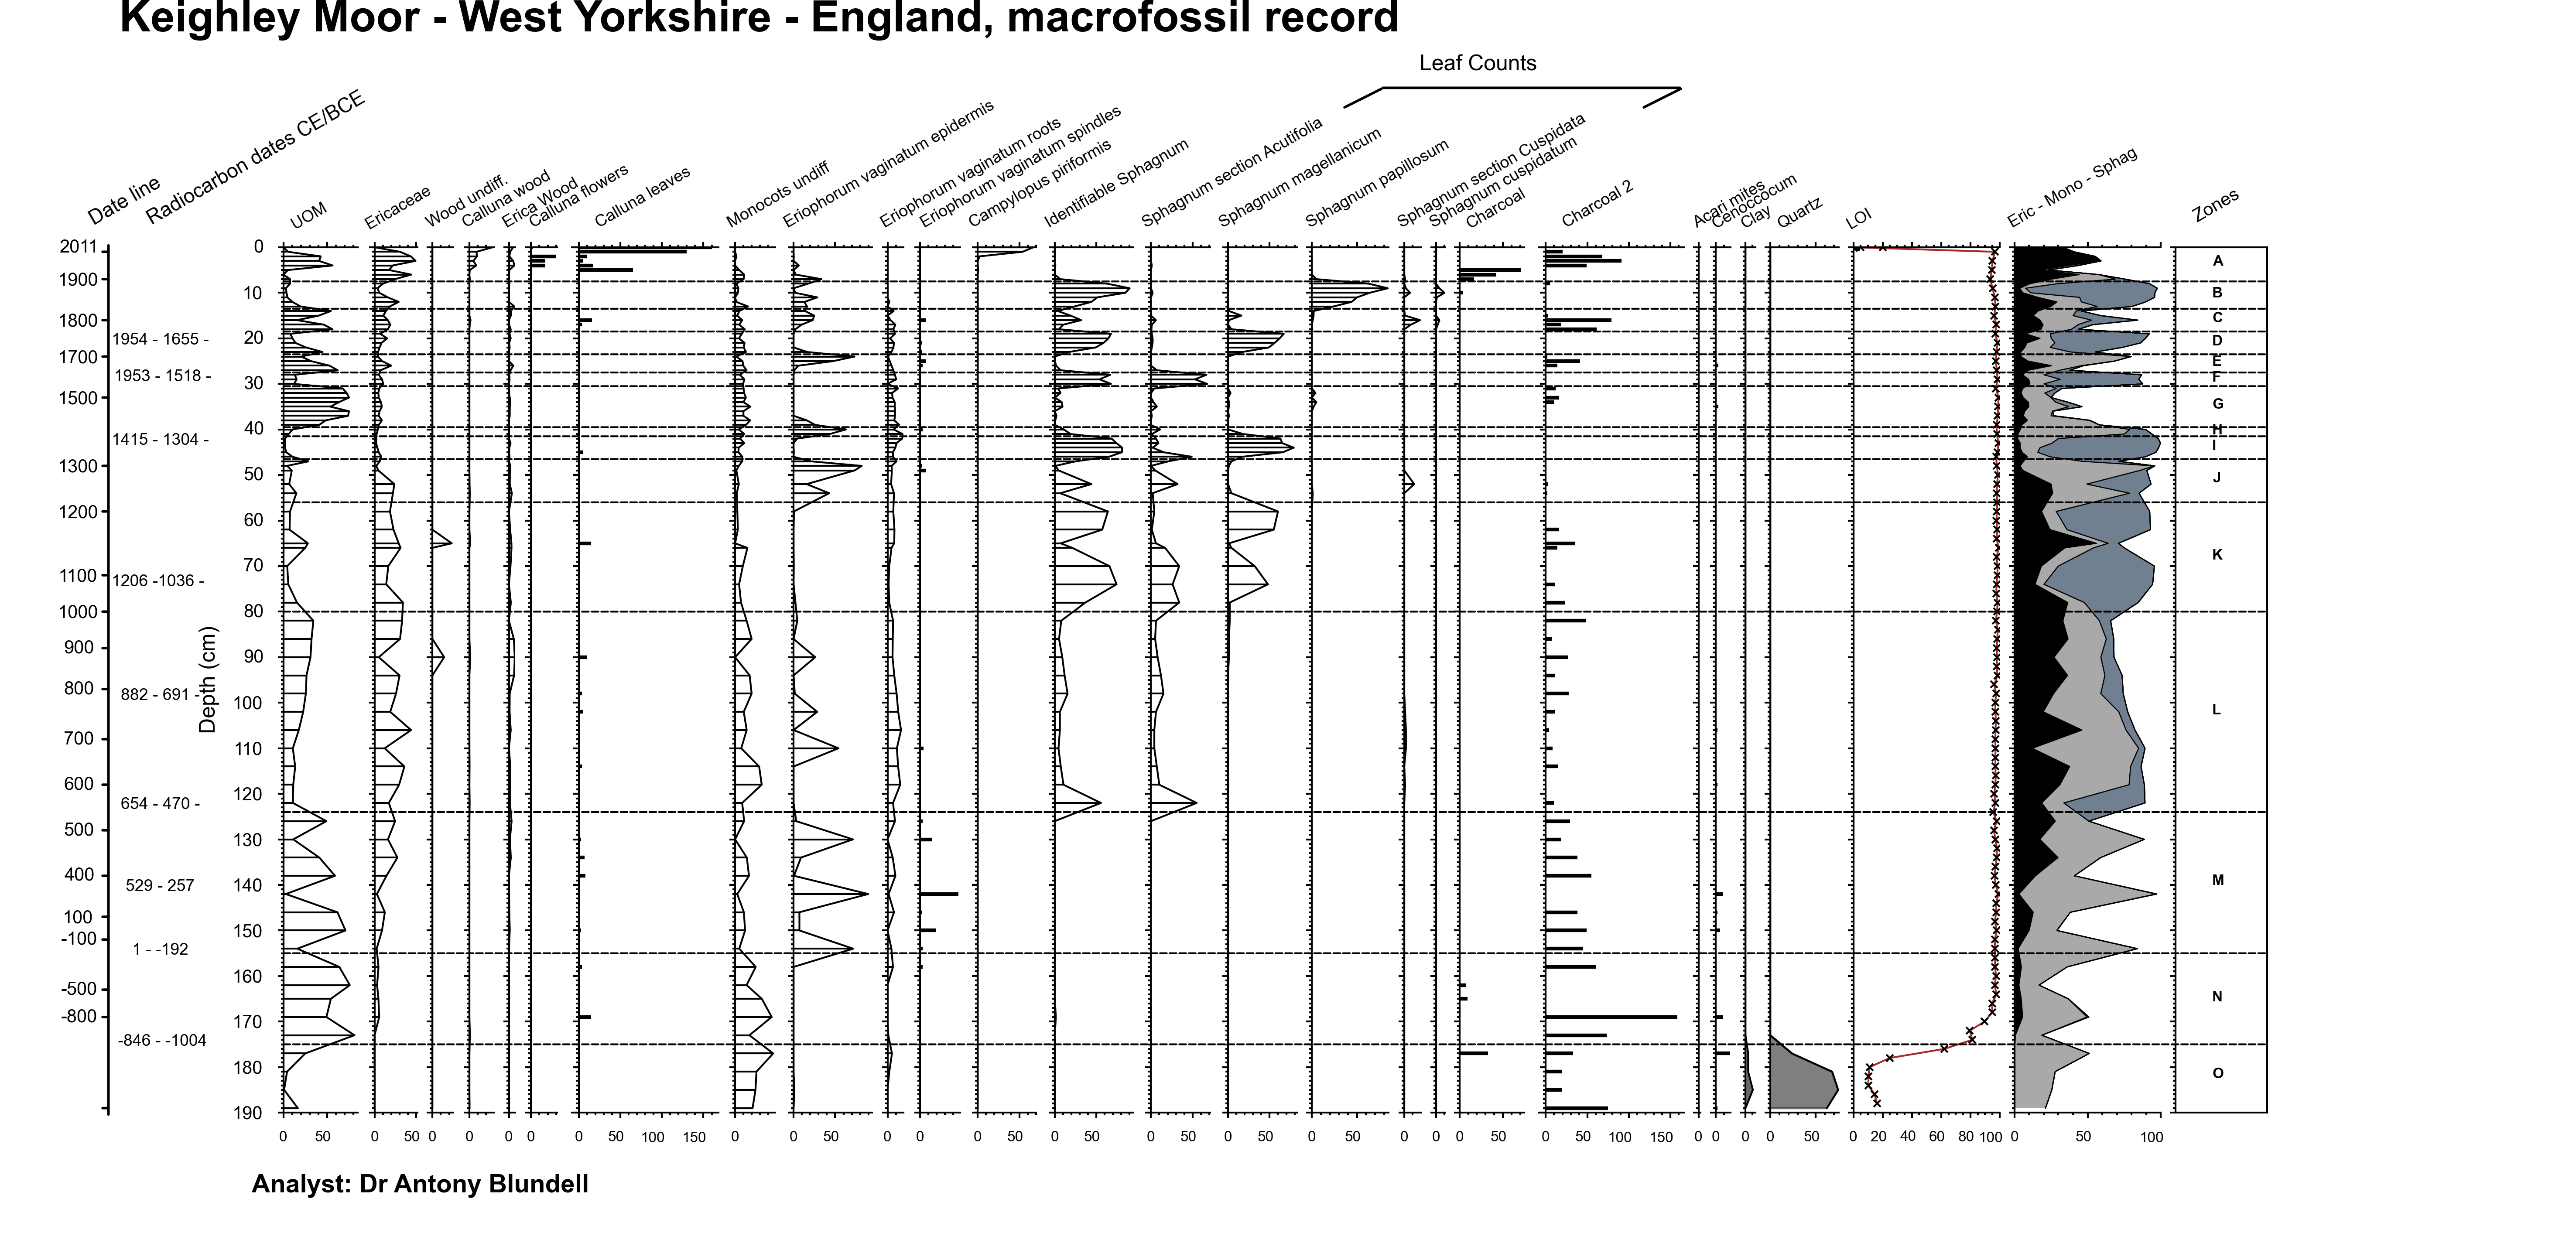 Keighley Moor - West Yorkshire - England, macrofossil record
Leaf Counts
Date line
Radiocarbon dates CE/BCE
UOM
Ericaceae
Wood undiff.
Calluna wood
Erica Wood
Calluna flowers
Calluna leaves
Monocots undiff
Eriophorum vaginatum epidermis
Eriophorum vaginatum roots
Eriophorum vaginatum spindles
Campylopus piriformis
Identifiable Sphagnum
Sphagnum section Acutifolia
Sphagnum magellanicum
Sphagnum papillosum
Sphagnum section Cuspidata
Sphagnum cuspidatum
Charcoal
Charcoal 2
Acari mites
Cenoccocum
Clay
Quartz
LOI
Eric - Mono - Sphag
Zones
2011
1900
1800
1700
1500
1300
1200
1100
1000
900
800
700
600
500
400
100
-100
-500
-800
1954 - 1655 -
1953 - 1518 -
1415 - 1304 -
1206 -1036 -
882 - 691 -
654 - 470 -
529 - 257
1 - -192
-846 - -1004
Depth (cm)
0
10
20
30
40
50
60
70
80
90
100
110
120
130
140
150
160
170
180
190
A
B
C
D
E
F
G
H
I
J
K
L
M
N
O
0 50 0 50 0 0 0 0 0 50 100 150 0 0 50 0 0 0 50 0 50 0 50 0 50 0 50 0 0 0 50 0 50 100 150 0 0 0 0 50 0 20 40 60 80 100 0 50 100
Analyst: Dr Antony Blundell